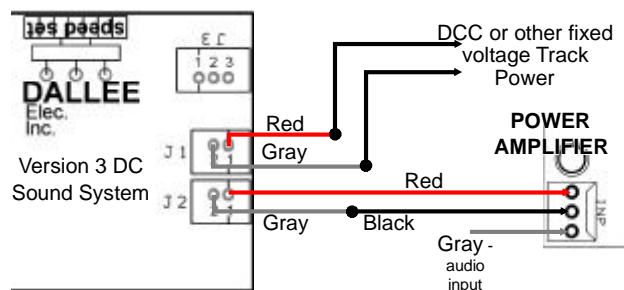 speed set
J3
1 2 3
DALLEE
Elec.
Inc.
Version 3 DC
Sound System
J1
1
J2
1
Red
Gray
DCC or other fixed
voltage Track
Power
POWER
AMPLIFIER
Red
Gray
Black
Gray -
audio
input
INP